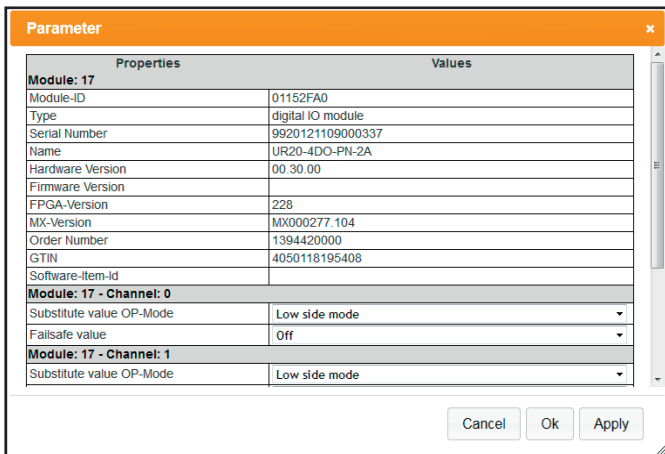 Parameter ×
Properties Values
Module: 17
Module-ID 01152FA0
Type digital IO module
Serial Number 9920121109000337
Name UR20-4DO-PN-2A
Hardware Version 00.30.00
Firmware Version
FPGA-Version 228
MX-Version MX000277.104
Order Number 1394420000
GTIN 4050118195408
Software-Item-Id
Module: 17 - Channel: 0
Substitute value OP-Mode Low side mode
Failsafe value Off
Module: 17 - Channel: 1
Substitute value OP-Mode Low side mode
Cancel Ok Apply